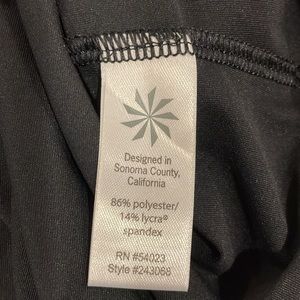 Designed in
Sonoma County,
California
86% polyester/
14% lycra®
spandex
RN #54023
Style #243068